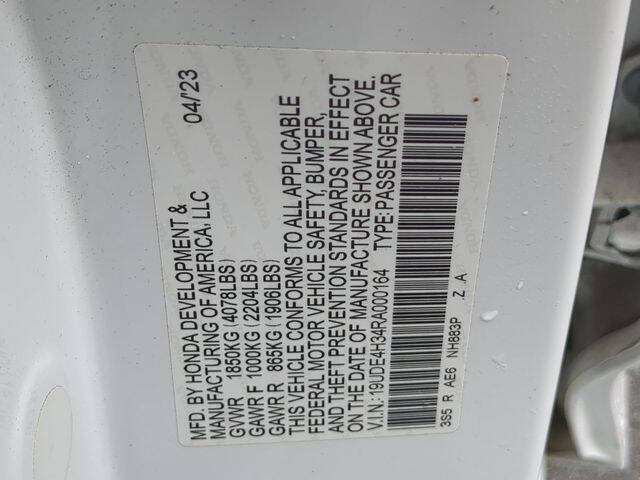 MFD. BY HONDA DEVELOPMENT & 04/'23
MANUFACTURING OF AMERICA, LLC
GVWR 1850KG(4078LBS)
GAWR F 1000KG(2204LBS)
GAWR R 865KG(1906LBS)
THIS VEHICLE CONFORMS TO ALL APPLICABLE
FEDERAL MOTOR VEHICLE SAFETY, BUMPER,
AND THEFT PREVENTION STANDARDS IN EFFECT
ON THE DATE OF MANUFACTURE SHOWN ABOVE.
V.I.N.:19UDE4H34RA000164 TYPE:PASSENGER CAR
3S5 R AE6 NH883P Z A